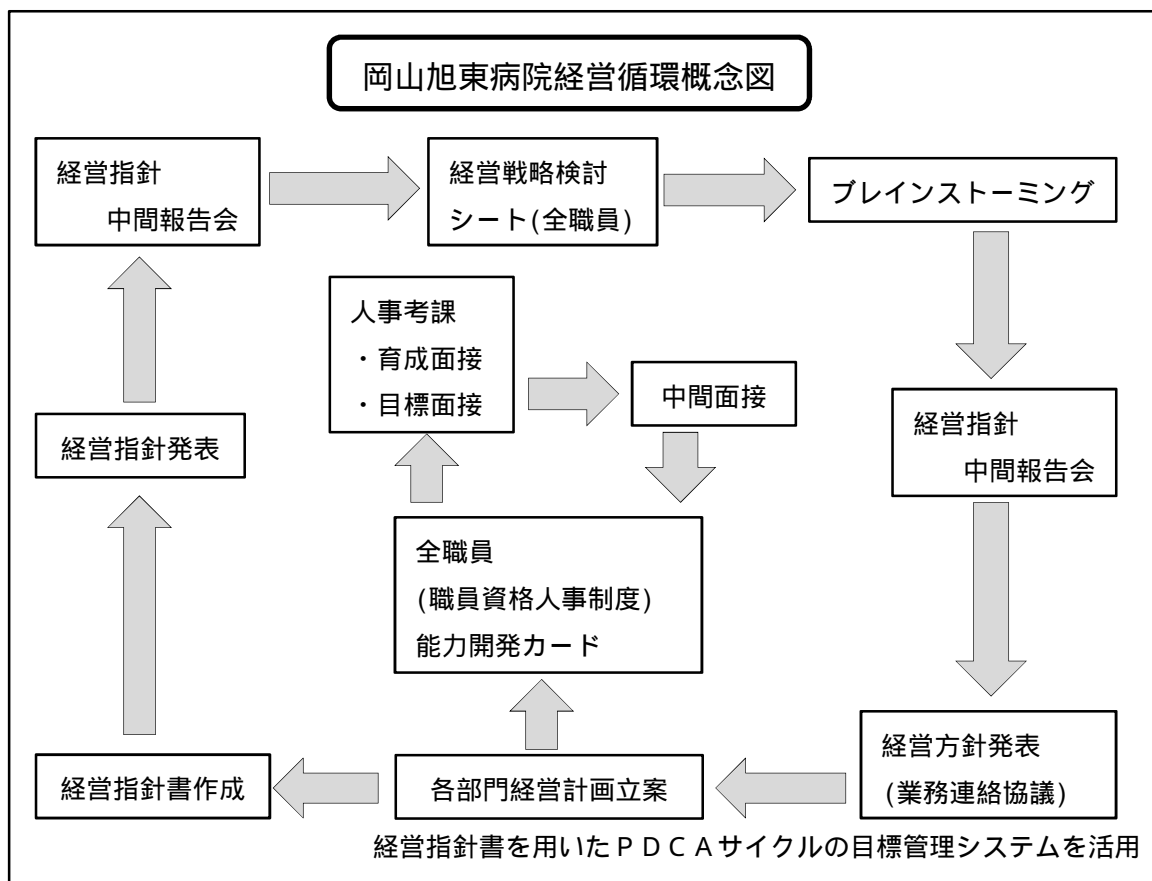 岡山旭東病院経営循環概念図
経営指針
中間報告会
経営戦略検討
シート(全職員)
ブレインストーミング
人事考課
・育成面接
・目標面接
中間面接
経営指針発表
経営指針
中間報告会
全職員
(職員資格人事制度)
能力開発カード
経営指針書作成
各部門経営計画立案
経営方針発表
(業務連絡協議)
経営指針書を用いたＰＤＣＡサイクルの目標管理システムを活用